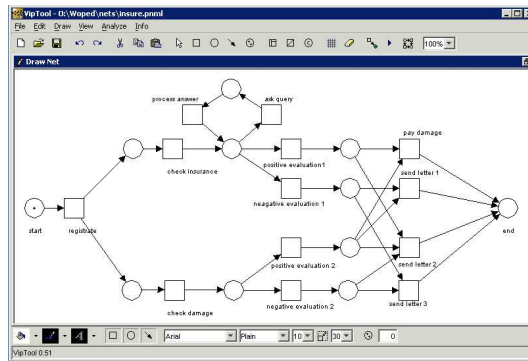 VipTool - D:\Woped\nets\insure.pnml
File Edit Draw View Analyze Info
100%
Draw Net
process answer
ask query
pay damage
check insurance
positive evaluation1
send letter 1
neagative evaluation 1
start
registrate
end
positive evaluation 2
send letter 2
check damage
negative evaluation 2
send letter 3
Arial Plain 10 30 0
VipTool 0.51